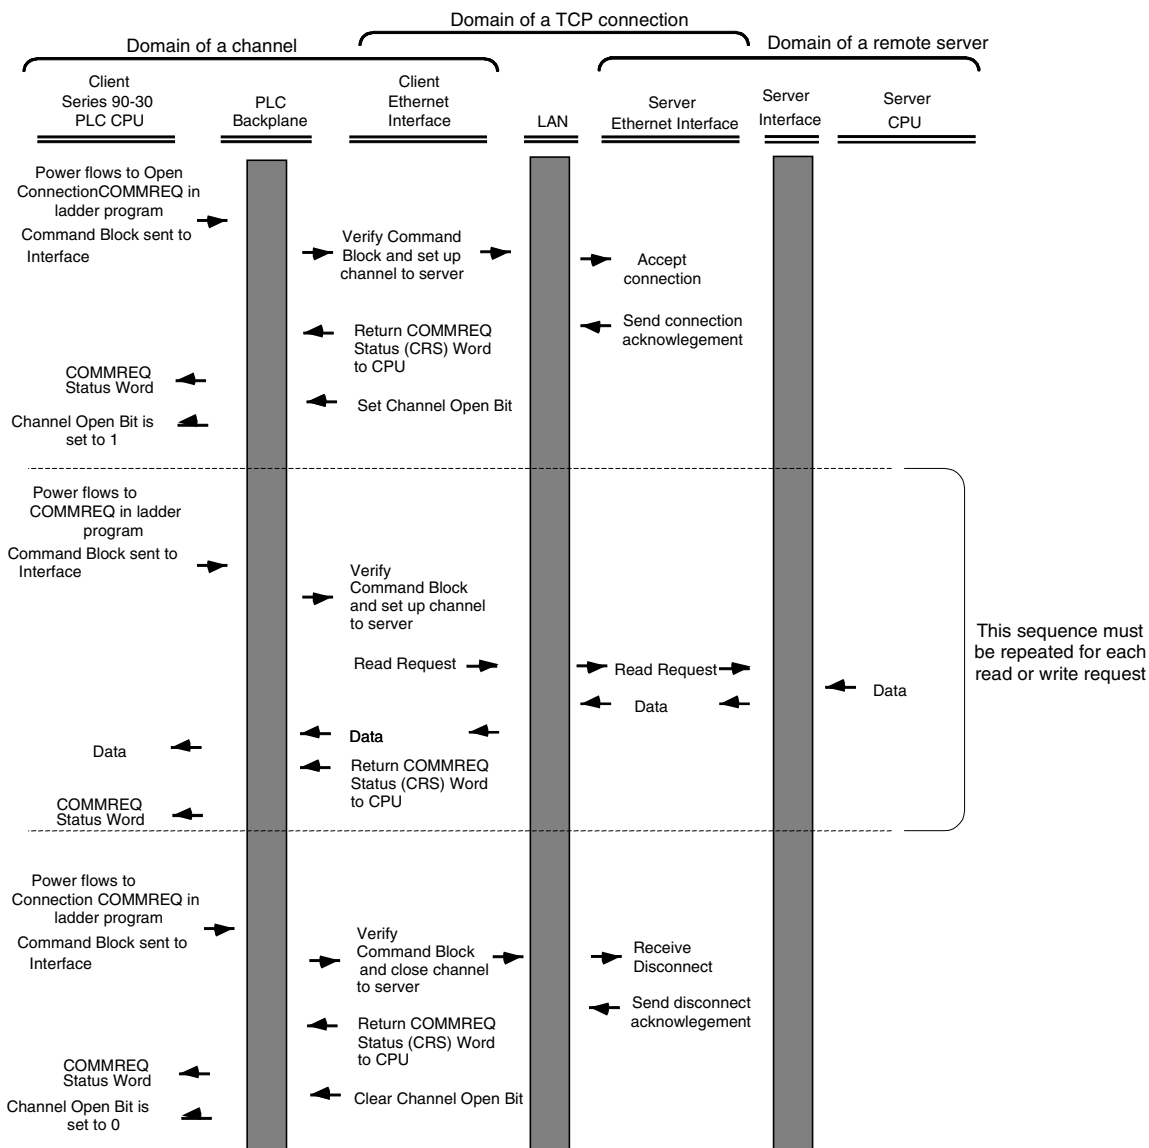 Domain of a TCP connection
Domain of a channel
Domain of a remote server
Client
Series 90-30
PLC CPU
PLC
Backplane
Client
Ethernet
Interface
LAN
Server
Ethernet Interface
Server
Interface
Server
CPU
Power flows to Open
ConnectionCOMMREQ in
ladder program
Command Block sent to
Interface
Verify Command
Block and set up
channel to server
Accept
connection
Send connection
acknowlegement
Return COMMREQ
Status (CRS) Word
to CPU
COMMREQ
Status Word
Set Channel Open Bit
Channel Open Bit is
set to 1
Power flows to
COMMREQ in ladder
program
Command Block sent to
Interface
Verify
Command Block
and set up channel
to server
Read Request
Read Request
Data
Data
Data
Data
Return COMMREQ
Status (CRS) Word
to CPU
COMMREQ
Status Word
This sequence must
be repeated for each
read or write request
Power flows to
Connection COMMREQ in
ladder program
Command Block sent to
Interface
Verify
Command Block
and close channel
to server
Receive
Disconnect
Send disconnect
acknowlegement
Return COMMREQ
Status (CRS) Word
to CPU
COMMREQ
Status Word
Clear Channel Open Bit
Channel Open Bit is
set to 0